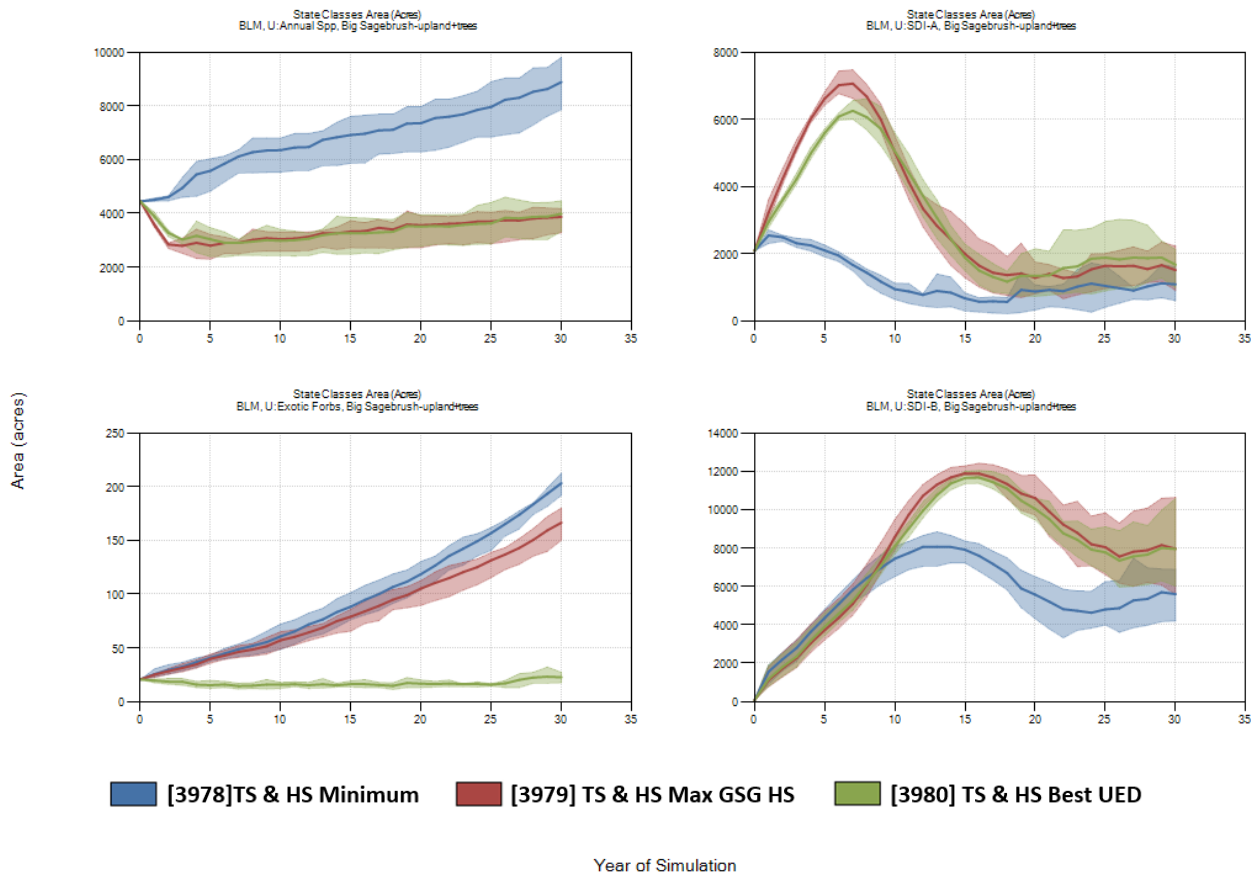 State Classes Area (Acres)
BLM, U:Annual Spp, Big Sagebrush-upland+trees
10000
8000
6000
4000
2000
0
0 5 10 15 20 25 30 35
State Classes Area (Acres)
BLM, U:SDI-A, Big Sagebrush-upland+trees
8000
6000
4000
2000
0
0 5 10 15 20 25 30 35
Area (acres)
State Classes Area (Acres)
BLM, U:Exotic Forbs, Big Sagebrush-upland+trees
250
200
150
100
50
0
0 5 10 15 20 25 30 35
State Classes Area (Acres)
BLM, U:SDI-B, Big Sagebrush-upland+trees
14000
12000
10000
8000
6000
4000
2000
0
0 5 10 15 20 25 30 35
[3978]TS & HS Minimum [3979] TS & HS Max GSG HS [3980] TS & HS Best UED
Year of Simulation